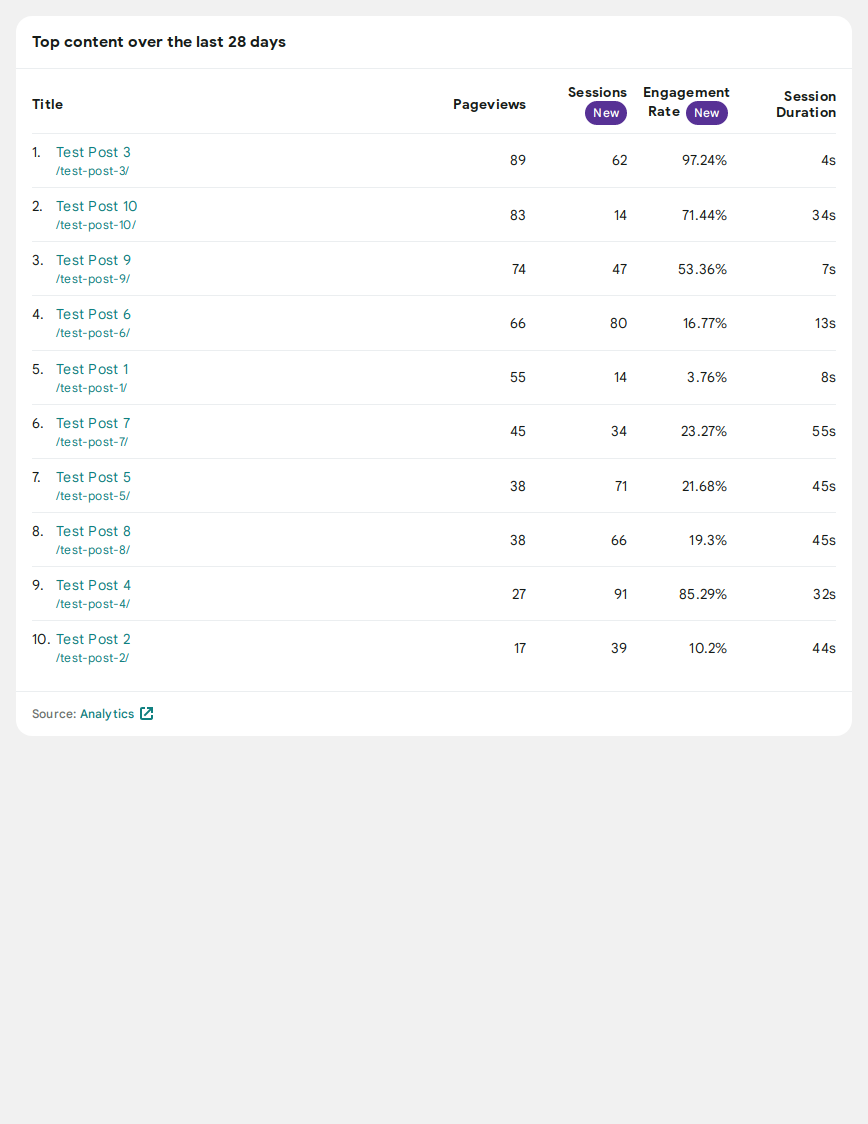 Top content over the last 28 days
Title Pageviews Sessions New Engagement Rate New Session Duration
1. Test Post 3 89 62 97.24% 4s
/test-post-3/
2. Test Post 10 83 14 71.44% 34s
/test-post-10/
3. Test Post 9 74 47 53.36% 7s
/test-post-9/
4. Test Post 6 66 80 16.77% 13s
/test-post-6/
5. Test Post 1 55 14 3.76% 8s
/test-post-1/
6. Test Post 7 45 34 23.27% 55s
/test-post-7/
7. Test Post 5 38 71 21.68% 45s
/test-post-5/
8. Test Post 8 38 66 19.3% 45s
/test-post-8/
9. Test Post 4 27 91 85.29% 32s
/test-post-4/
10. Test Post 2 17 39 10.2% 44s
/test-post-2/
Source: Analytics